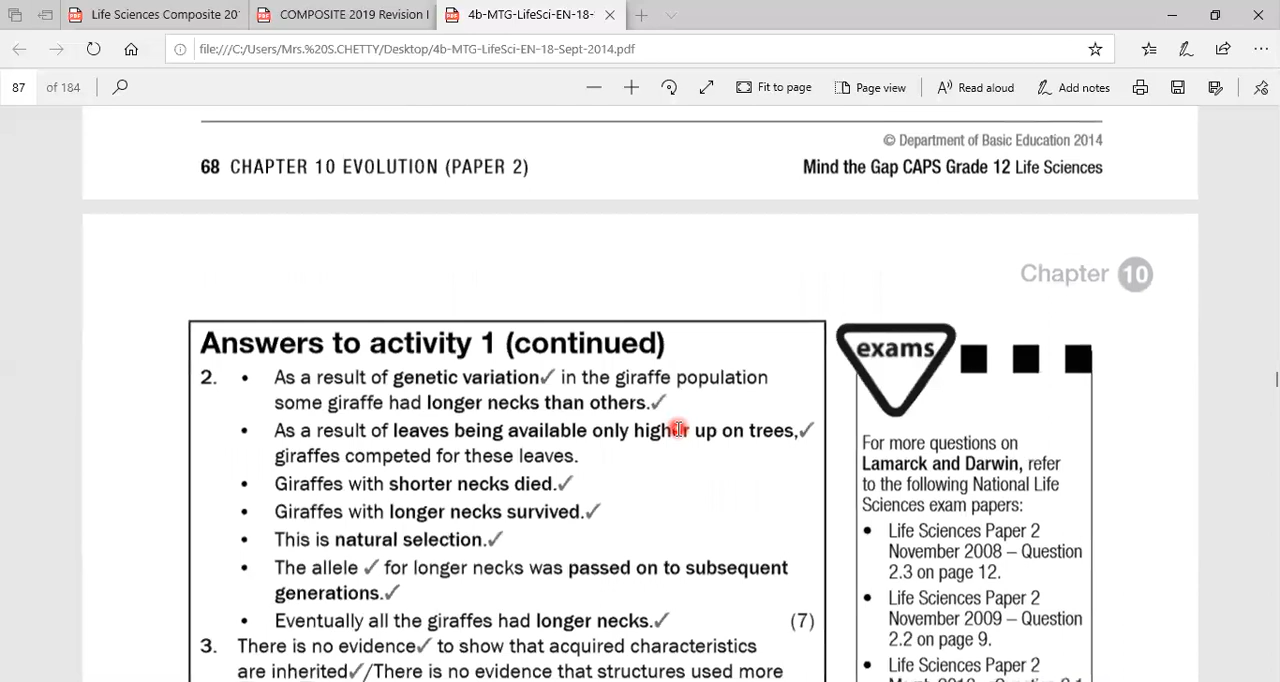 Life Sciences Composite 20
COMPOSITE 2019 Revision
4b-MTG-LifeSci-EN-18-
file:///C:/Users/Mrs.%20S.CHETTY/Desktop/4b-MTG-LifeSci-EN-18-Sept-2014.pdf
87 of 184
Fit to page
Page view
Read aloud
Add notes
© Department of Basic Education 2014
68 CHAPTER 10 EVOLUTION (PAPER 2)
Mind the Gap CAPS Grade 12 Life Sciences
Chapter 10
Answers to activity 1 (continued)
2. • As a result of genetic variation✓ in the giraffe population
some giraffe had longer necks than others.✓
• As a result of leaves being available only higher up on trees,✓
giraffes competed for these leaves.
• Giraffes with shorter necks died.✓
• Giraffes with longer necks survived.✓
• This is natural selection.✓
• The allele ✓ for longer necks was passed on to subsequent
generations.✓
• Eventually all the giraffes had longer necks.✓ (7)
3. There is no evidence✓ to show that acquired characteristics
are inherited✓/There is no evidence that structures used more
exams
For more questions on
Lamarck and Darwin, refer
to the following National Life
Sciences exam papers:
• Life Sciences Paper 2
November 2008 – Question
2.3 on page 12.
• Life Sciences Paper 2
November 2009 – Question
2.2 on page 9.
• Life Sciences Paper 2